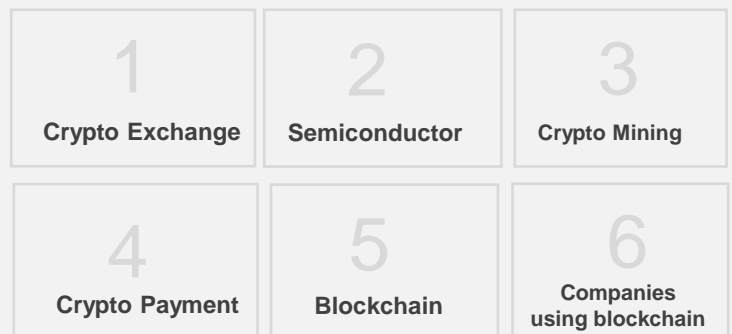 1
2
3
Crypto Exchange
Semiconductor
Crypto Mining
4
5
6
Crypto Payment
Blockchain
Companies
using blockchain